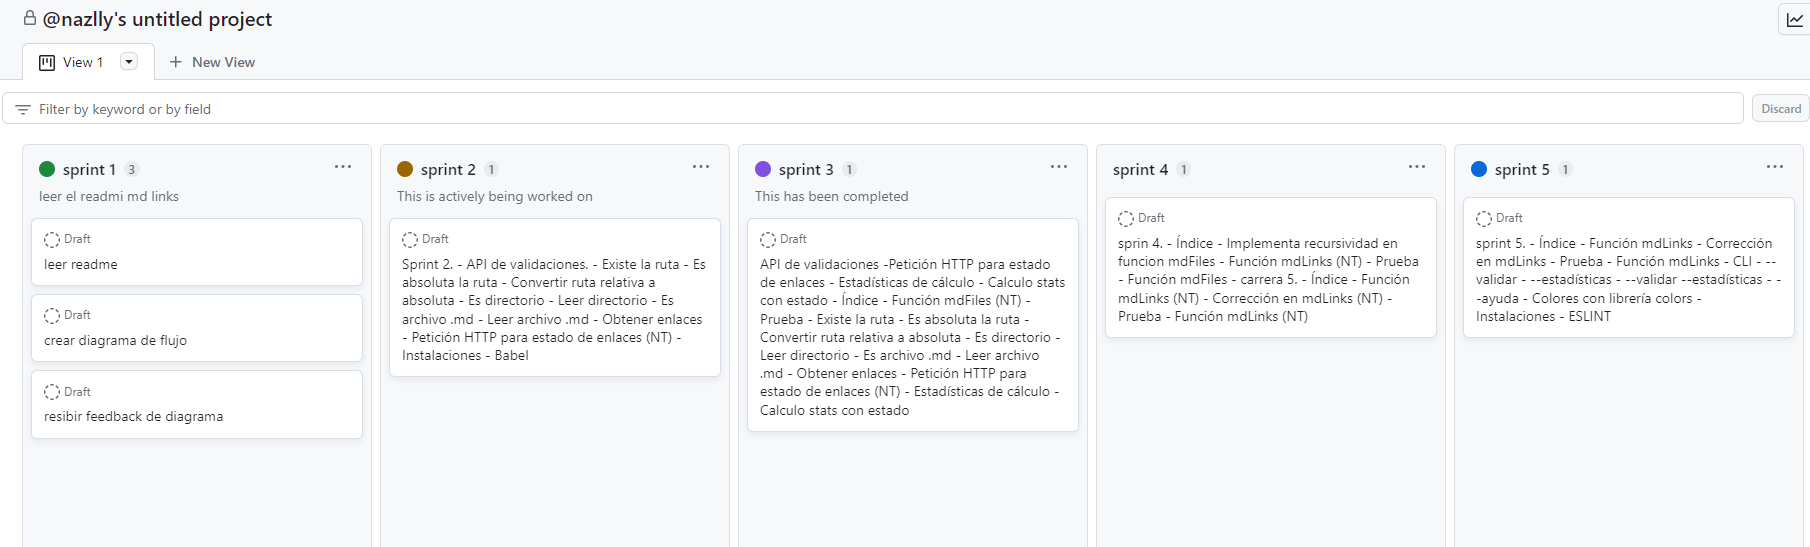 @nazlly's untitled project
View 1
New View
Filter by keyword or by field
Discard
sprint 1 3
leer el readmi md links
Draft
leer readme
Draft
crear diagrama de flujo
Draft
resibir feedback de diagrama
sprint 2 1
This is actively being worked on
Draft
Sprint 2. - API de validaciones. - Existe la ruta - Es
absoluta la ruta - Convertir ruta relativa a
absoluta - Es directorio - Leer directorio - Es
archivo .md - Leer archivo .md - Obtener enlaces
- Petición HTTP para estado de enlaces (NT) -
Instalaciones - Babel
sprint 3 1
This has been completed
Draft
API de validaciones -Petición HTTP para estado
de enlaces - Estadísticas de cálculo - Calculo stats
con estado - Índice - Función mdFiles (NT) -
Prueba - Existe la ruta - Es absoluta la ruta -
Convertir ruta relativa a absoluta - Es directorio -
Leer directorio - Es archivo .md - Leer archivo
.md - Obtener enlaces - Petición HTTP para
estado de enlaces (NT) - Estadísticas de cálculo -
Calculo stats con estado
sprint 4 1
Draft
sprin 4. - Índice - Implementa recursividad en
funcion mdFiles - Función mdLinks (NT) - Prueba
- Función mdFiles - carrera 5. - Índice - Función
mdLinks (NT) - Corrección en mdLinks (NT) -
Prueba - Función mdLinks (NT)
sprint 5 1
Draft
sprint 5. - Índice - Función mdLinks - Corrección
en mdLinks - Prueba - Función mdLinks - CLI - --
validar - --estadísticas - --validar --estadísticas - -
-ayuda - Colores con librería colors -
Instalaciones - ESLINT